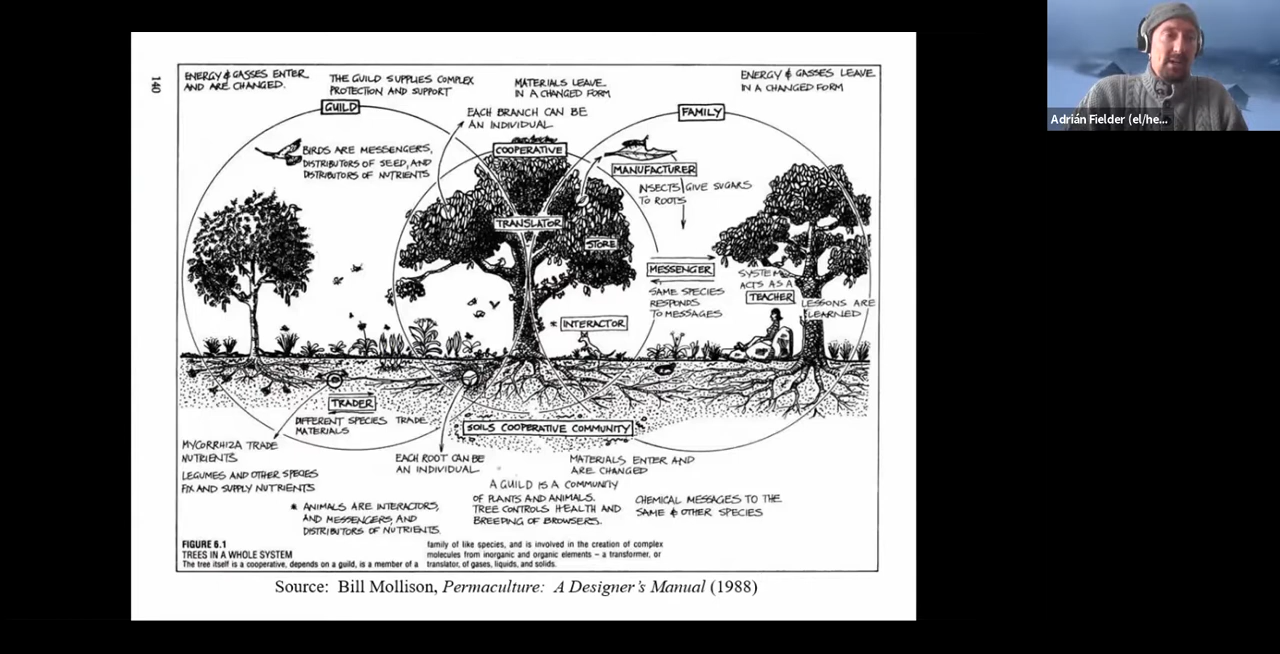 140
ENERGY & GASSES ENTER
AND ARE CHANGED.
THE GUILD SUPPLIES COMPLEX
PROTECTION AND SUPPORT
MATERIALS LEAVE
IN A CHANGED FORM
ENERGY & GASSES LEAVE
IN A CHANGED FORM
GUILD
EACH BRANCH CAN BE
AN INDIVIDUAL
FAMILY
BIRDS ARE MESSENGERS,
DISTRIBUTORS OF SEED, AND
DISTRIBUTORS OF NUTRIENTS
COOPERATIVE
MANUFACTURER
INSECTS GIVE SUGARS
TO ROOTS
TRANSLATOR
STORE
MESSENGER
SAME SPECIES
RESPONDS
TO MESSAGES
SYSTEM
ACTS AS A
TEACHER
LESSONS ARE
LEARNED
* INTERACTOR
TRADER
DIFFERENT SPECIES TRADE
MATERIALS
SOILS COOPERATIVE COMMUNITY
MYCORRHIZA TRADE
NUTRIENTS
LEGUMES AND OTHER SPECIES
FIX AND SUPPLY NUTRIENTS
EACH ROOT CAN BE
AN INDIVIDUAL
MATERIALS ENTER AND
ARE CHANGED
* ANIMALS ARE INTERACTORS,
AND MESSENGERS, AND
DISTRIBUTORS OF NUTRIENTS.
A GUILD IS A COMMUNITY
OF PLANTS AND ANIMALS.
TREE CONTROLS HEALTH AND
BREEDING OF BROWSERS.
CHEMICAL MESSAGES TO THE
SAME & OTHER SPECIES
FIGURE 6.1
TREES IN A WHOLE SYSTEM
The tree itself is a cooperative, depends on a guild, is a member of a
family of like species, and is involved in the creation of complex
molecules from inorganic and organic elements – a transformer, or
translator, of gases, liquids, and solids.
Source: Bill Mollison, Permaculture: A Designer's Manual (1988)
Adrián Fielder (el/he...